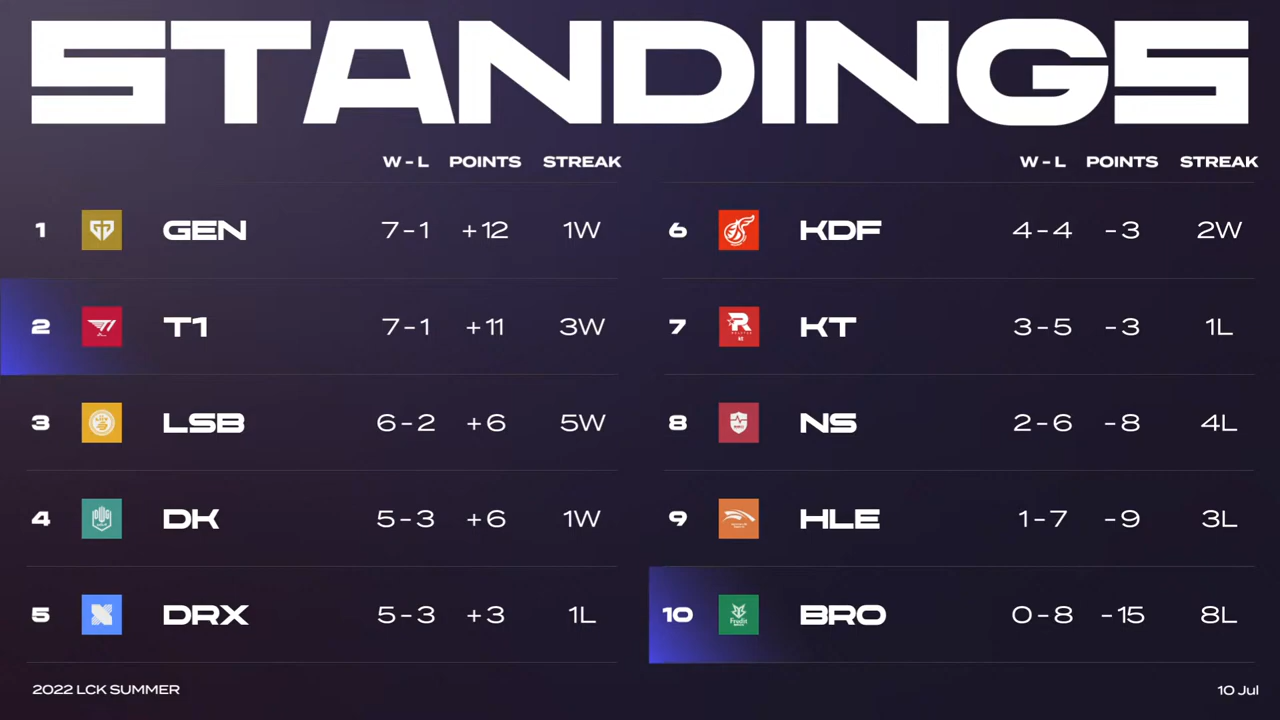 STANDINGS
W - L POINTS STREAK
1 GEN 7 - 1 +12 1W
2 T1 7 - 1 +11 3W
3 LSB 6 - 2 +6 5W
4 DK 5 - 3 +6 1W
5 DRX 5 - 3 +3 1L
W - L POINTS STREAK
6 KDF 4 - 4 -3 2W
7 KT 3 - 5 -3 1L
8 NS 2 - 6 -8 4L
9 HLE 1 - 7 -9 3L
10 Fredit BRO 0 - 8 -15 8L
2022 LCK SUMMER
10 Jul